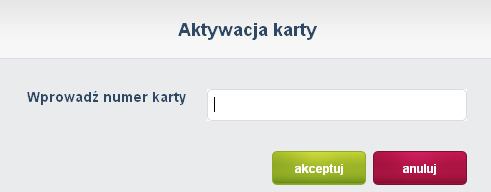 Aktywacja karty
Wprowadź numer karty
akceptuj anuluj